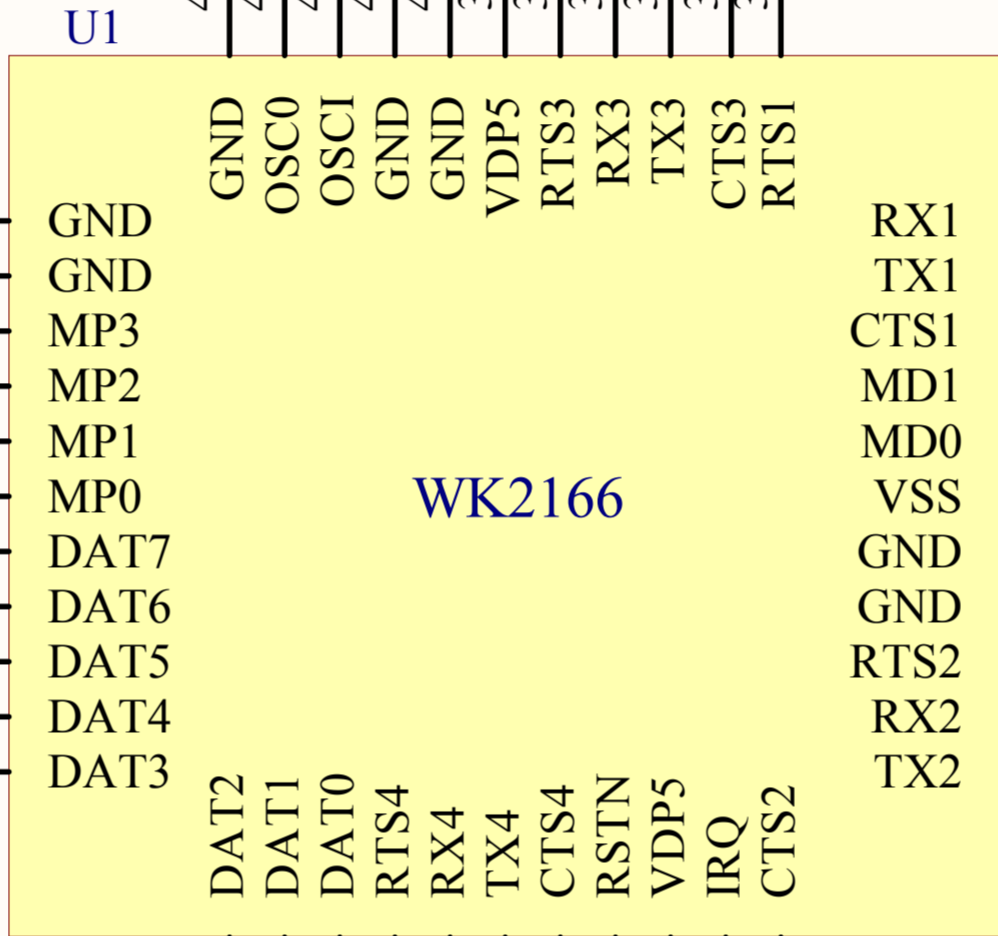 U1
GND
OSC0
OSCI
GND
GND
VDP5
RTS3
RX3
TX3
CTS3
RTS1
GND
GND
MP3
MP2
MP1
MP0
DAT7
DAT6
DAT5
DAT4
DAT3
WK2166
RX1
TX1
CTS1
MD1
MD0
VSS
GND
GND
RTS2
RX2
TX2
DAT2
DAT1
DAT0
RTS4
RX4
TX4
CTS4
RSTN
VDP5
IRQ
CTS2